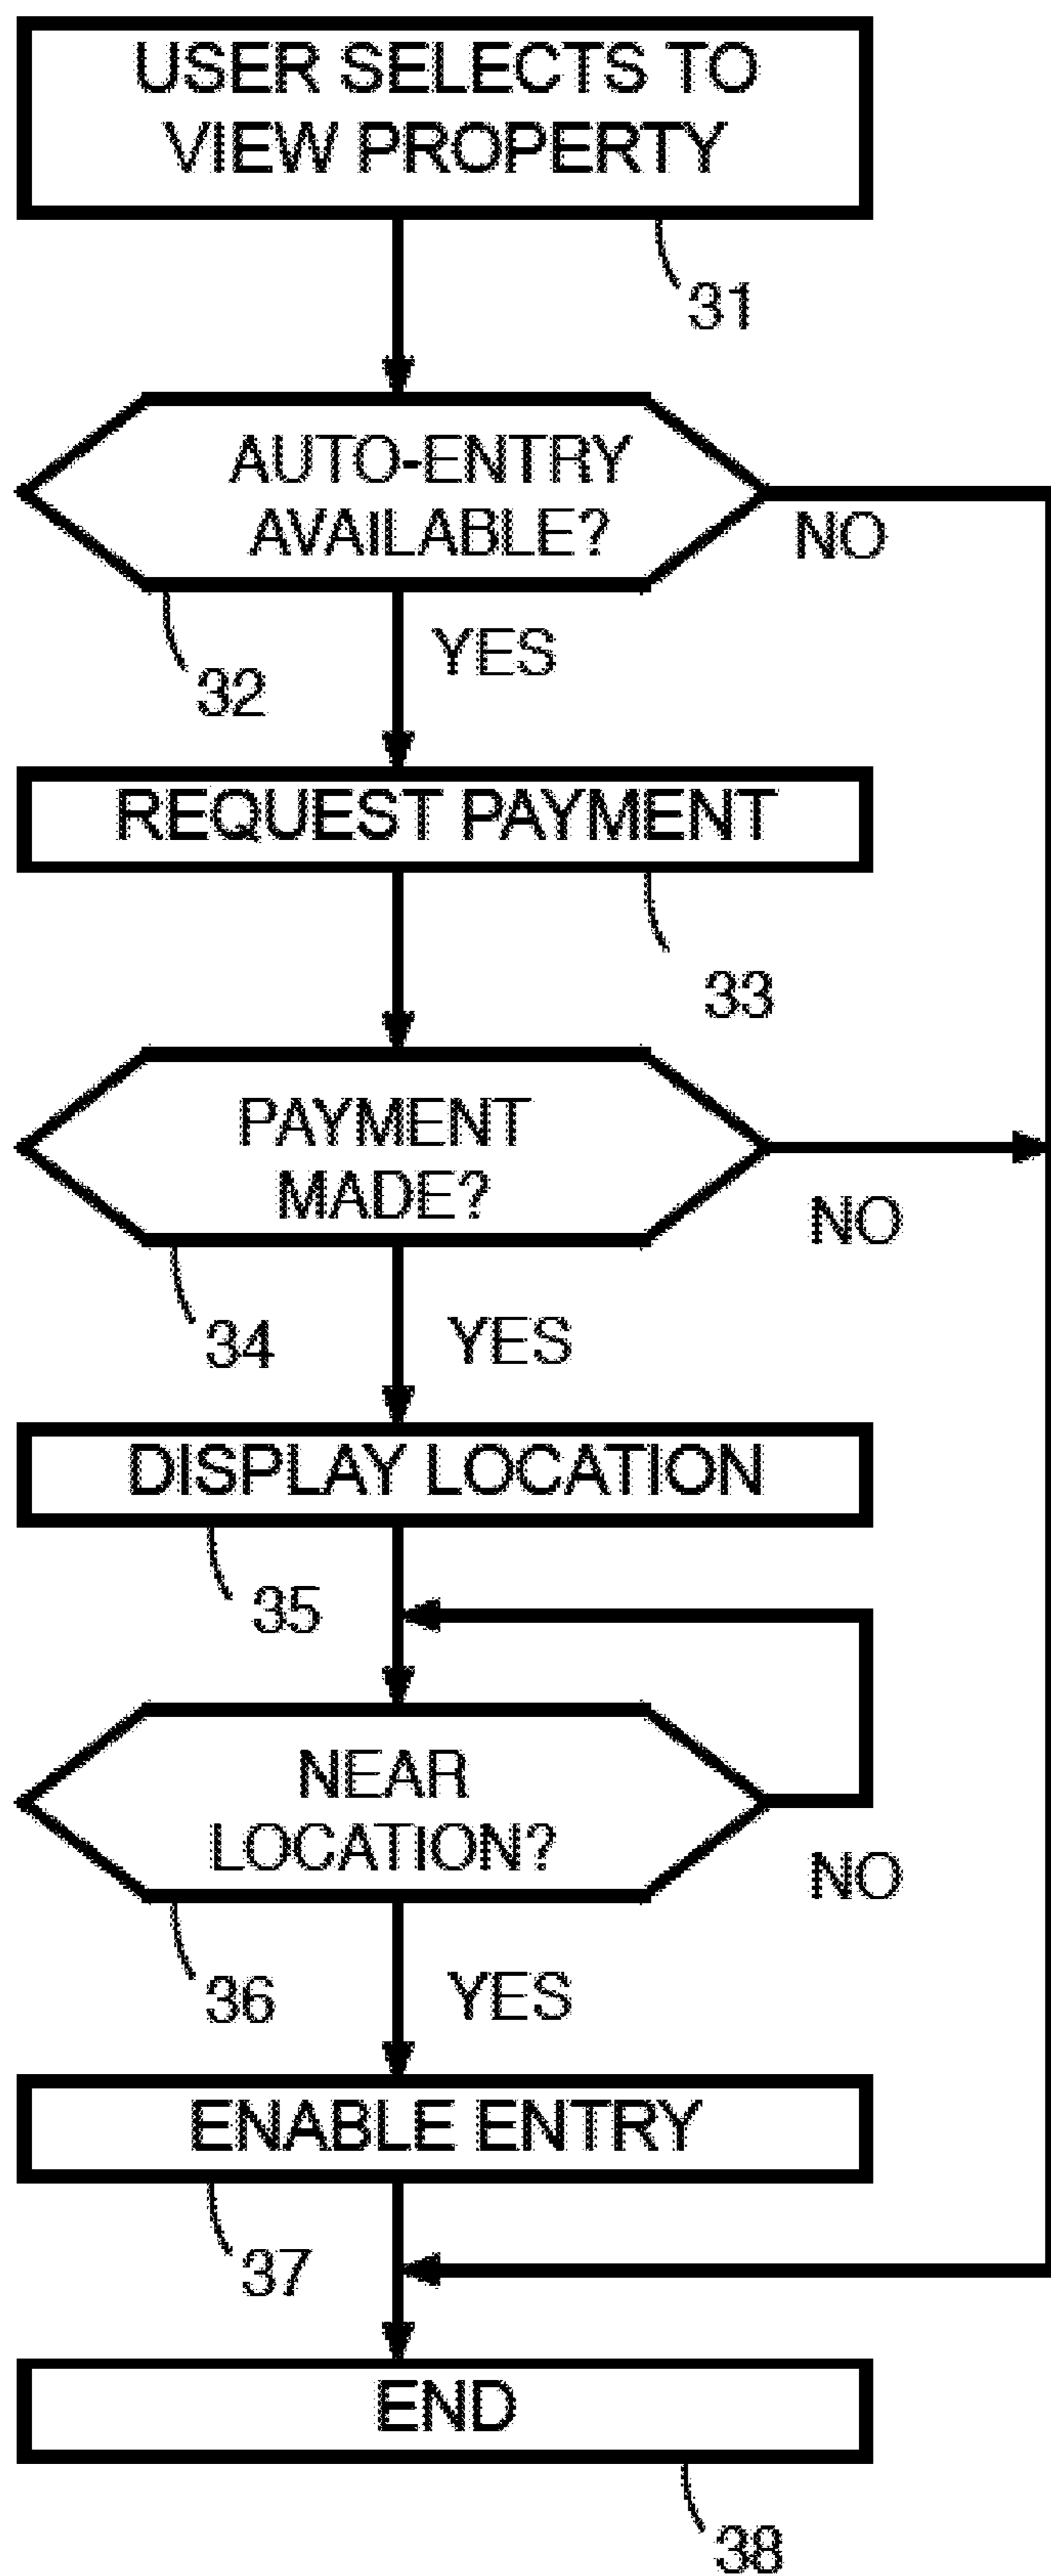 USER SELECTS TO
VIEW PROPERTY
31
AUTO-ENTRY
AVAILABLE?
NO
YES
32
REQUEST PAYMENT
33
PAYMENT
MADE?
NO
YES
34
DISPLAY LOCATION
35
NEAR
LOCATION?
NO
YES
36
ENABLE ENTRY
37
END
38